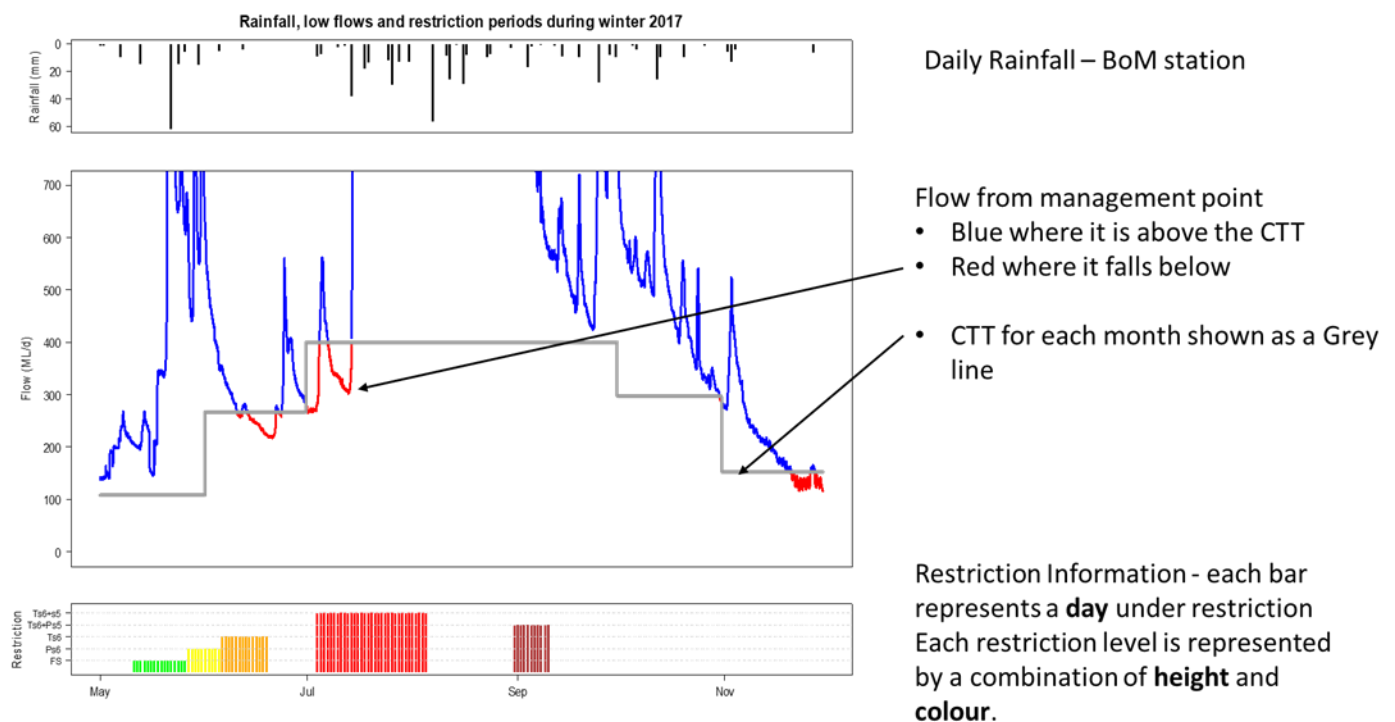 Rainfall, low flows and restriction periods during winter 2017
Rainfall (mm)
0
20
40
60
Daily Rainfall – BoM station
Flow (ML/d)
700
600
500
400
300
200
100
0
Flow from management point
• Blue where it is above the CTT
• Red where it falls below
• CTT for each month shown as a Grey
line
Restriction
Ts6+s5
Ts6+Ps5
Ts6
Ps6
FS
May
Jul
Sep
Nov
Restriction Information - each bar
represents a day under restriction
Each restriction level is represented
by a combination of height and
colour.